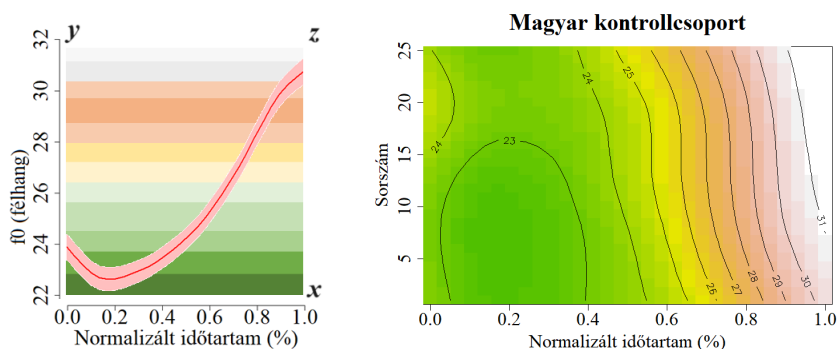 y
z
x
32
30
28
26
24
22
f0 (félhang)
0.0 0.2 0.4 0.6 0.8 1.0
Normalizált időtartam (%)
Magyar kontrollcsoport
25
20
15
10
5
Sorszám
24
24
25
23
26
27
28
29
30
31
0.0 0.2 0.4 0.6 0.8 1.0
Normalizált időtartam (%)